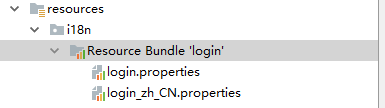 resources
i18n
Resource Bundle 'login'
login.properties
login_zh_CN.properties